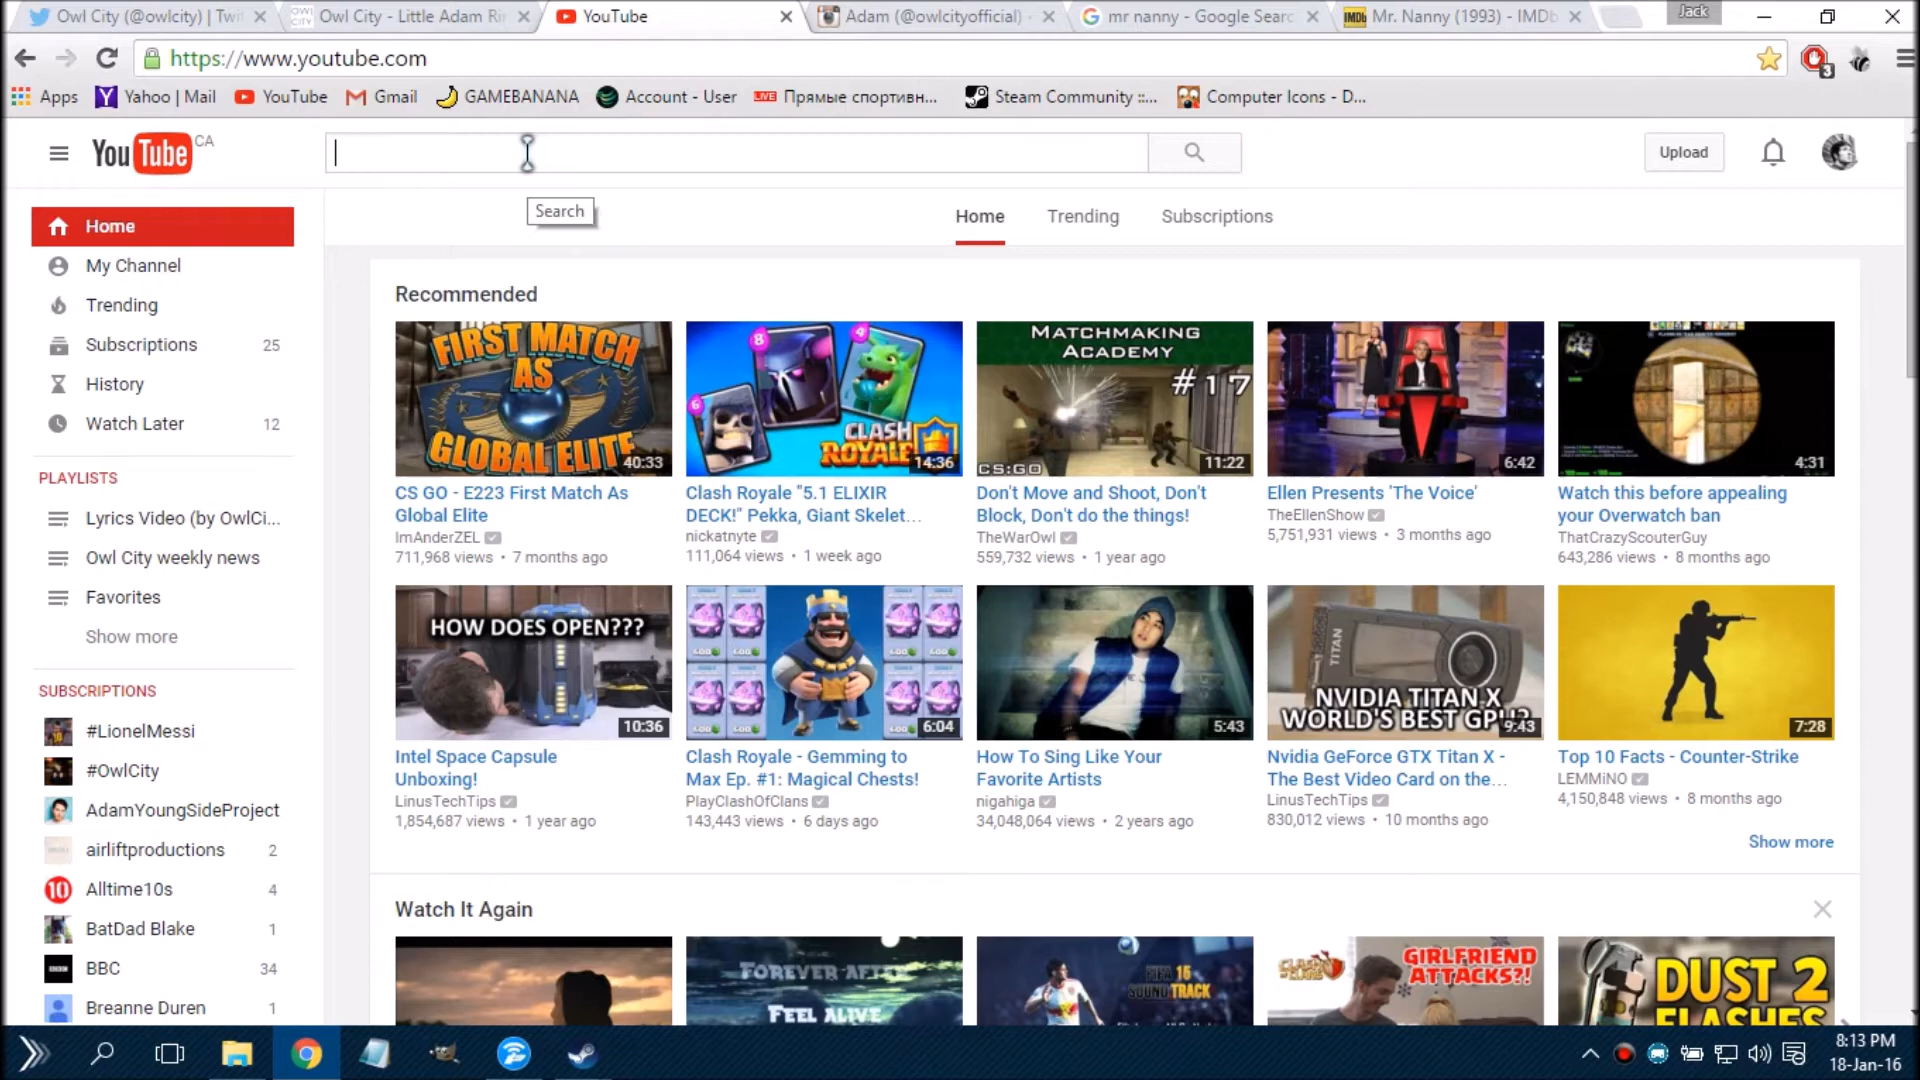 Owl City (@owlcity) | Twi
Owl City - Little Adam Rin
YouTube
Adam (@owlcityofficial) ·
mr nanny - Google Searc
IMDb Mr. Nanny (1993) - IMDb
Jack
https://www.youtube.com
3
Apps
Yahoo | Mail
YouTube
Gmail
GAMEBANANA
Account - User
LIVE Прямые спортивн...
Steam Community ::...
Computer Icons - D...
YouTube CA
Upload
Search
Home
Trending
Subscriptions
Home
My Channel
Trending
Subscriptions 25
History
Watch Later 12
PLAYLISTS
Lyrics Video (by OwlCi...
Owl City weekly news
Favorites
Show more
SUBSCRIPTIONS
#LionelMessi
#OwlCity
AdamYoungSideProject
airliftproductions 2
10 Alltime10s 4
BatDad Blake 1
BBC 34
Breanne Duren 1
Recommended
FIRST MATCH
AS
GLOBAL ELITE
40:33
CS GO - E223 First Match As
Global Elite
ImAnderZEL
711,968 views • 7 months ago
8
4
6
CLASH
ROYALE
14:36
Clash Royale "5.1 ELIXIR
DECK!" Pekka, Giant Skelet...
nickatnyte
111,064 views • 1 week ago
MATCHMAKING
ACADEMY
#17
CS:GO
11:22
Don't Move and Shoot, Don't
Block, Don't do the things!
TheWarOwl
559,732 views • 1 year ago
6:42
Ellen Presents 'The Voice'
TheEllenShow
5,751,931 views • 3 months ago
4:31
Watch this before appealing
your Overwatch ban
ThatCrazyScouterGuy
643,286 views • 8 months ago
HOW DOES OPEN???
10:36
Intel Space Capsule
Unboxing!
LinusTechTips
1,854,687 views • 1 year ago
6:04
Clash Royale - Gemming to
Max Ep. #1: Magical Chests!
PlayClashOfClans
143,443 views • 6 days ago
5:43
How To Sing Like Your
Favorite Artists
nigahiga
34,048,064 views • 2 years ago
TITAN
NVIDIA TITAN X
WORLD'S BEST GPU?
9:43
Nvidia GeForce GTX Titan X -
The Best Video Card on the...
LinusTechTips
830,012 views • 10 months ago
7:28
Top 10 Facts - Counter-Strike
LEMMiNO
4,150,848 views • 8 months ago
Show more
Watch It Again
FOREVER AFTE
FEEL ALIVE
FIFA 16
SOUNDTRACK
GIRLFRIEND
ATTACKS?!
DUST 2
FLASHES
8:13 PM
18-Jan-16